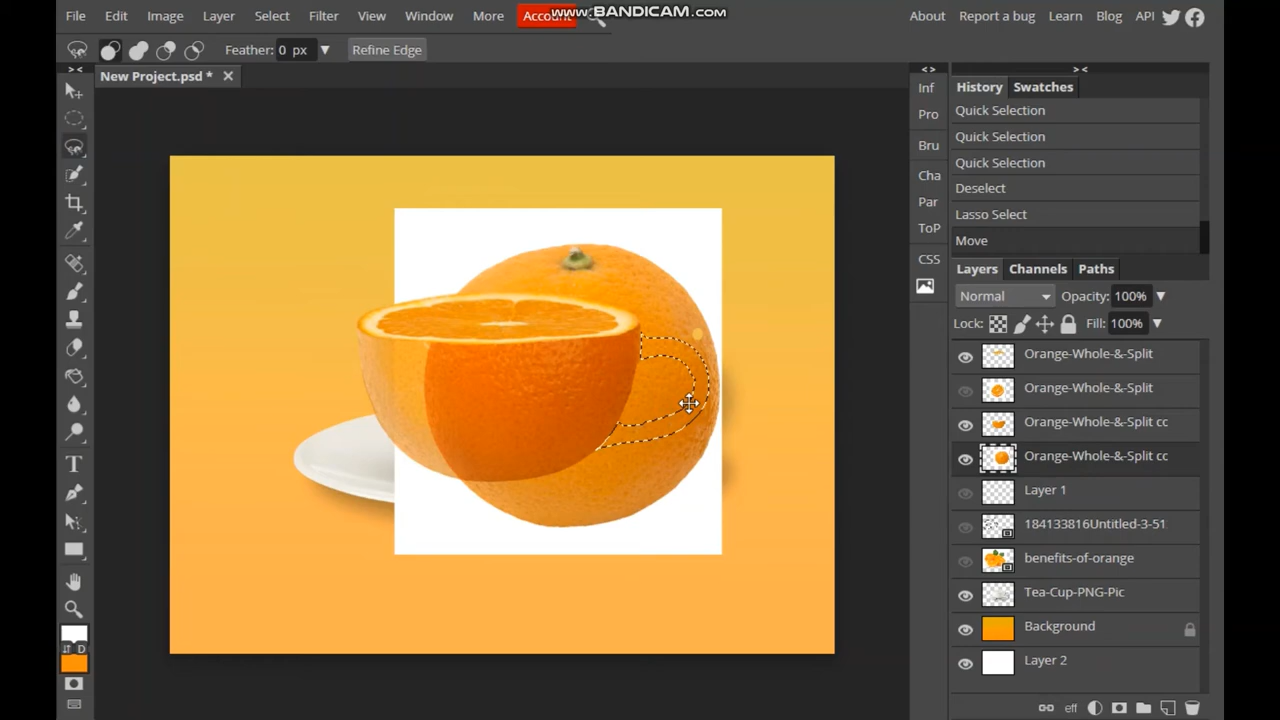 File Edit Image Layer Select Filter View Window More Account
www.BANDICAM.com
About Report a bug Learn Blog API
Feather: 0 px Refine Edge
New Project.psd *
Inf
Pro
Bru
Cha
Par
ToP
CSS
History Swatches
Quick Selection
Quick Selection
Quick Selection
Deselect
Lasso Select
Move
Layers Channels Paths
Normal Opacity: 100%
Lock: Fill: 100%
Orange-Whole-&-Split
Orange-Whole-&-Split
Orange-Whole-&-Split cc
Orange-Whole-&-Split cc
Layer 1
184133816Untitled-3-51
benefits-of-orange
Tea-Cup-PNG-Pic
Background
Layer 2
T
D
eff